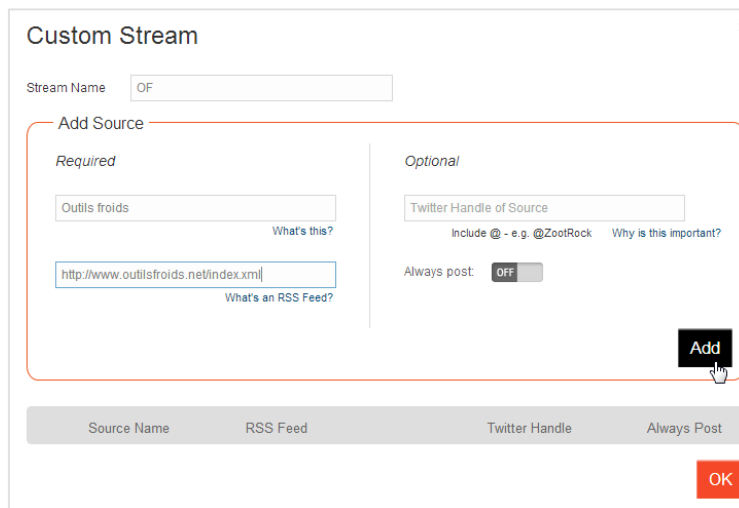 Custom Stream
Stream Name OF
Add Source
Required
Outils froids
What's this?
http://www.outilsfroids.net/index.xml
What's an RSS Feed?
Optional
Twitter Handle of Source
Include @ - e.g. @ZootRock Why is this important?
Always post: OFF
Add
Source Name RSS Feed Twitter Handle Always Post
OK